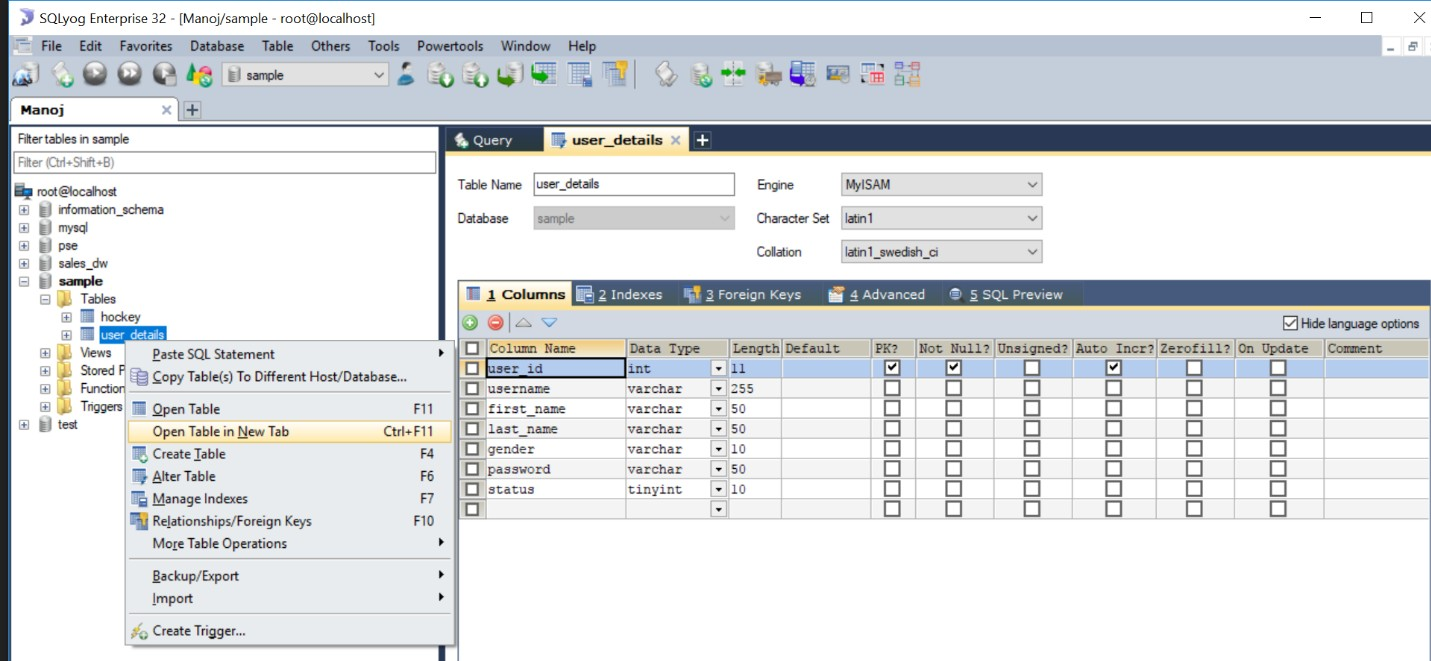 SQLyog Enterprise 32 - [Manoj/sample - root@localhost]
File Edit Favorites Database Table Others Tools Powertools Window Help
sample
Manoj
Filter tables in sample
Filter (Ctrl+Shift+B)
root@localhost
information_schema
mysql
pse
sales_dw
sample
Tables
hockey
user_details
Views
Stored P
Function
Triggers
test
Paste SQL Statement
Copy Table(s) To Different Host/Database...
Open Table F11
Open Table in New Tab Ctrl+F11
Create Table F4
Alter Table F6
Manage Indexes F7
Relationships/Foreign Keys F10
More Table Operations
Backup/Export
Import
Create Trigger...
Query user_details
Table Name user_details Engine MyISAM
Database sample Character Set latin1
Collation latin1_swedish_ci
1 Columns 2 Indexes 3 Foreign Keys 4 Advanced 5 SQL Preview
Hide language options
Column Name Data Type Length Default PK? Not Null? Unsigned? Auto Incr? Zerofill? On Update Comment
user_id int 11
username varchar 255
first_name varchar 50
last_name varchar 50
gender varchar 10
password varchar 50
status tinyint 10